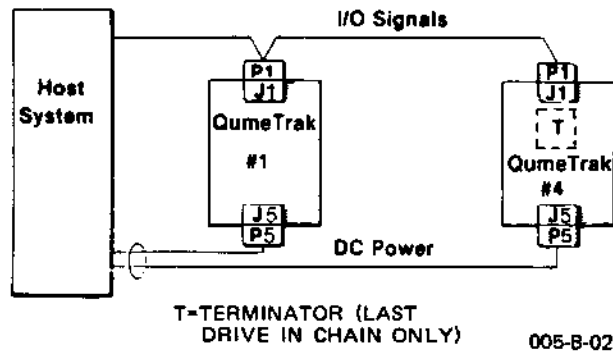 I/O Signals
Host
System
P1
J1
QumeTrak
#1
J5
P5
P1
J1
T
QumeTrak
#4
J5
P5
DC Power
T=TERMINATOR (LAST
DRIVE IN CHAIN ONLY)
005-B-02